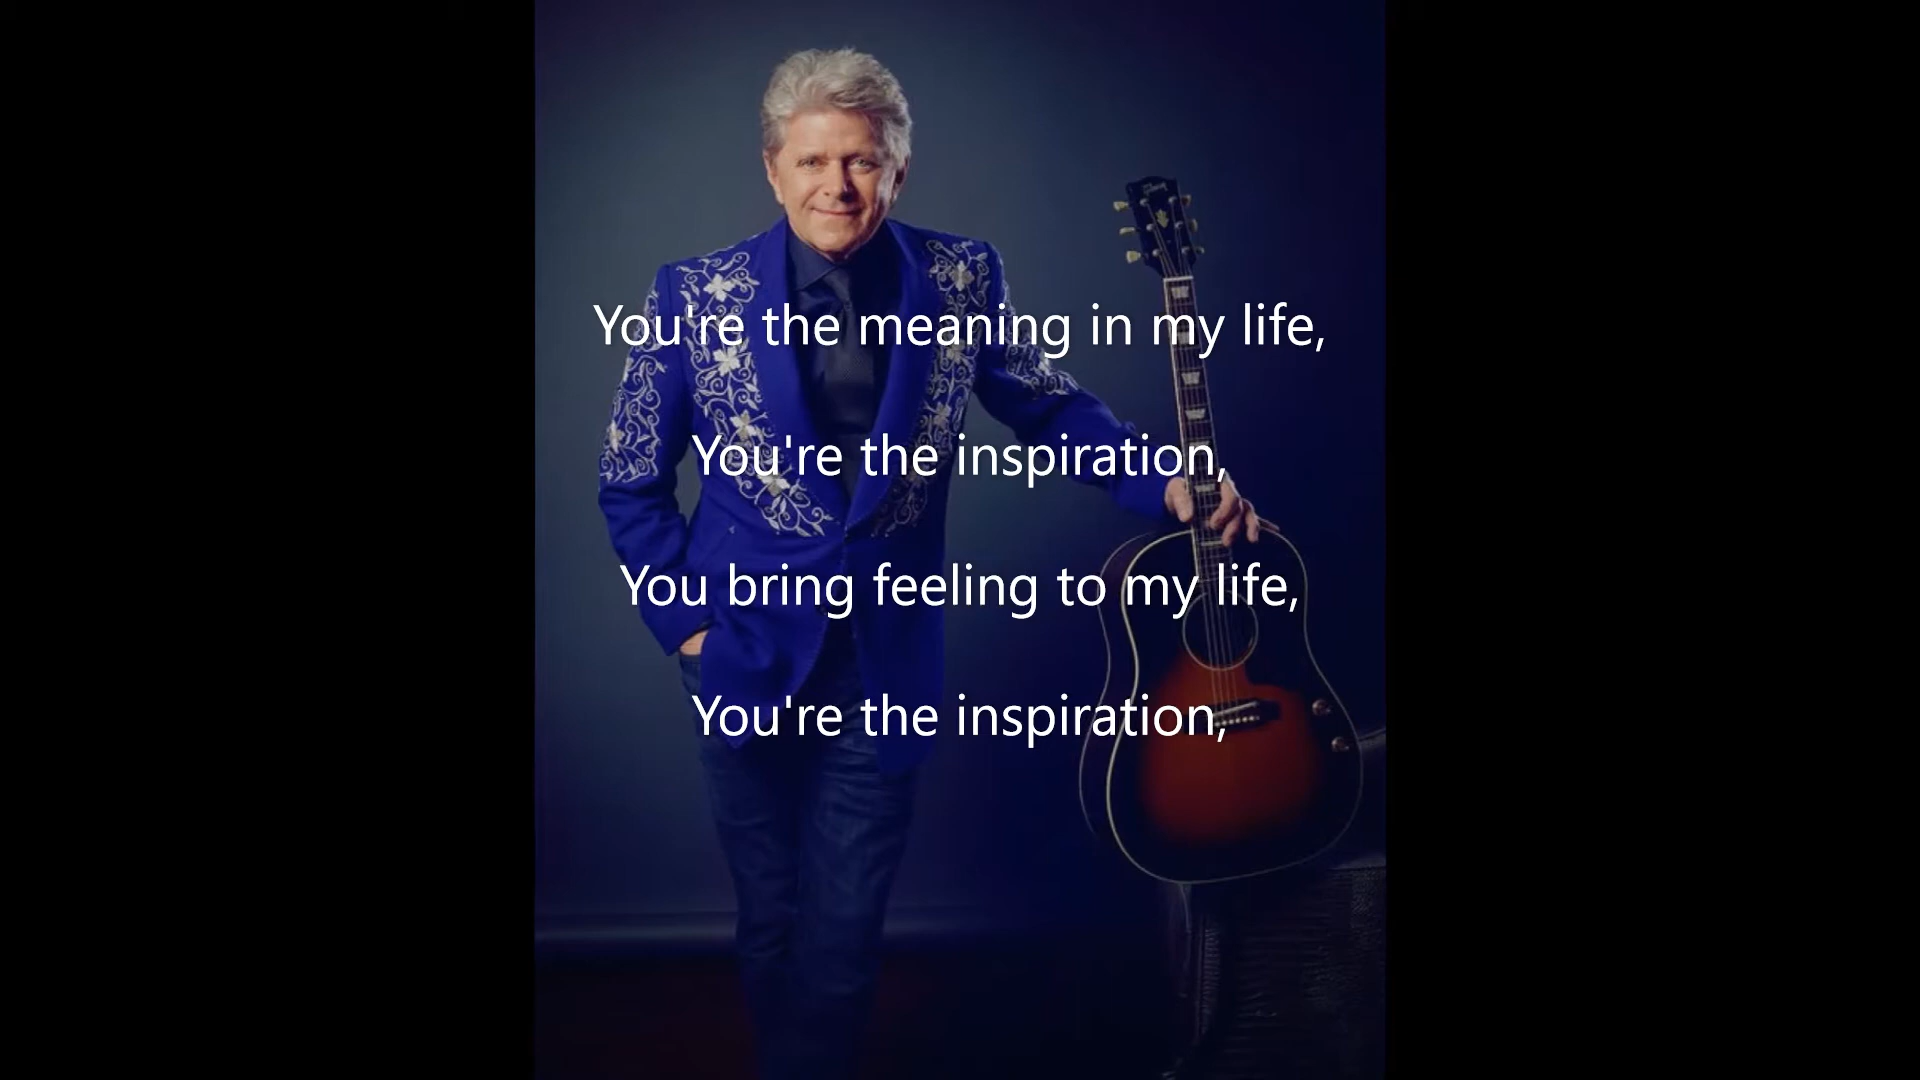 You're the meaning in my life,
You're the inspiration,
You bring feeling to my life,
You're the inspiration,